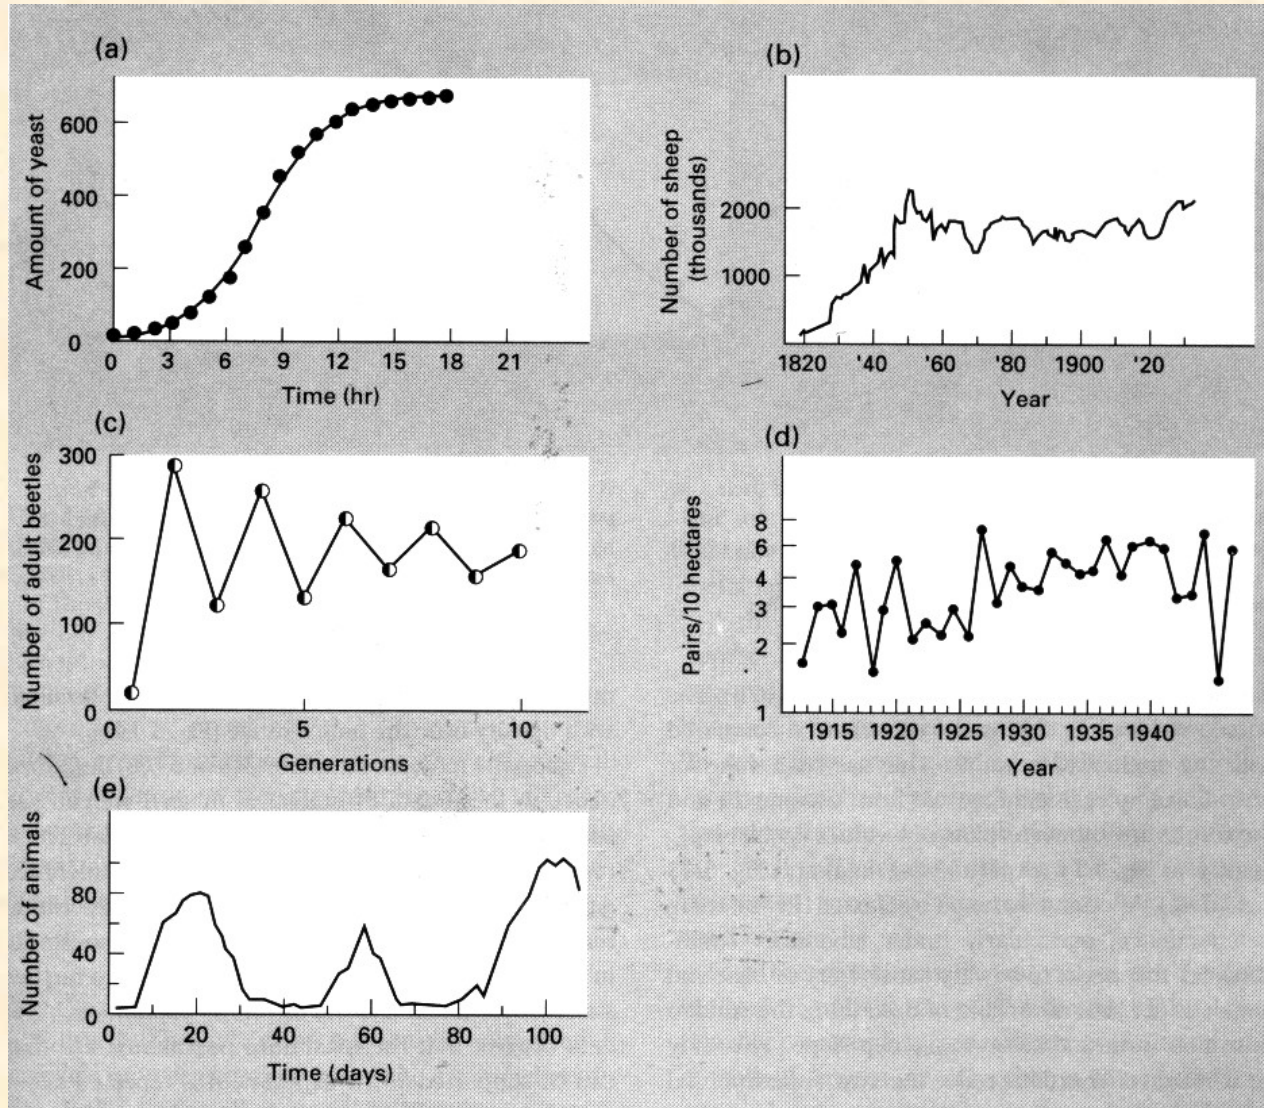 (a)
Amount of yeast
600
400
200
0
0 3 6 9 12 15 18 21
Time (hr)
(b)
Number of sheep
(thousands)
2000
1000
1820 '40 '60 '80 1900 '20
Year
(c)
Number of adult beetles
300
200
100
0
0 5 10
Generations
(d)
Pairs/10 hectares
8
6
4
3
2
1
1915 1920 1925 1930 1935 1940
Year
(e)
Number of animals
80
40
0
0 20 40 60 80 100
Time (days)